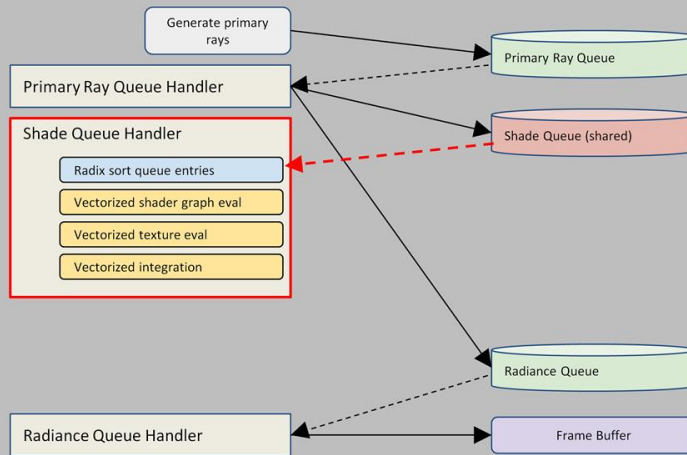 Generate primary
rays
Primary Ray Queue
Primary Ray Queue Handler
Shade Queue Handler
Shade Queue (shared)
Radix sort queue entries
Vectorized shader graph eval
Vectorized texture eval
Vectorized integration
Radiance Queue
Radiance Queue Handler
Frame Buffer